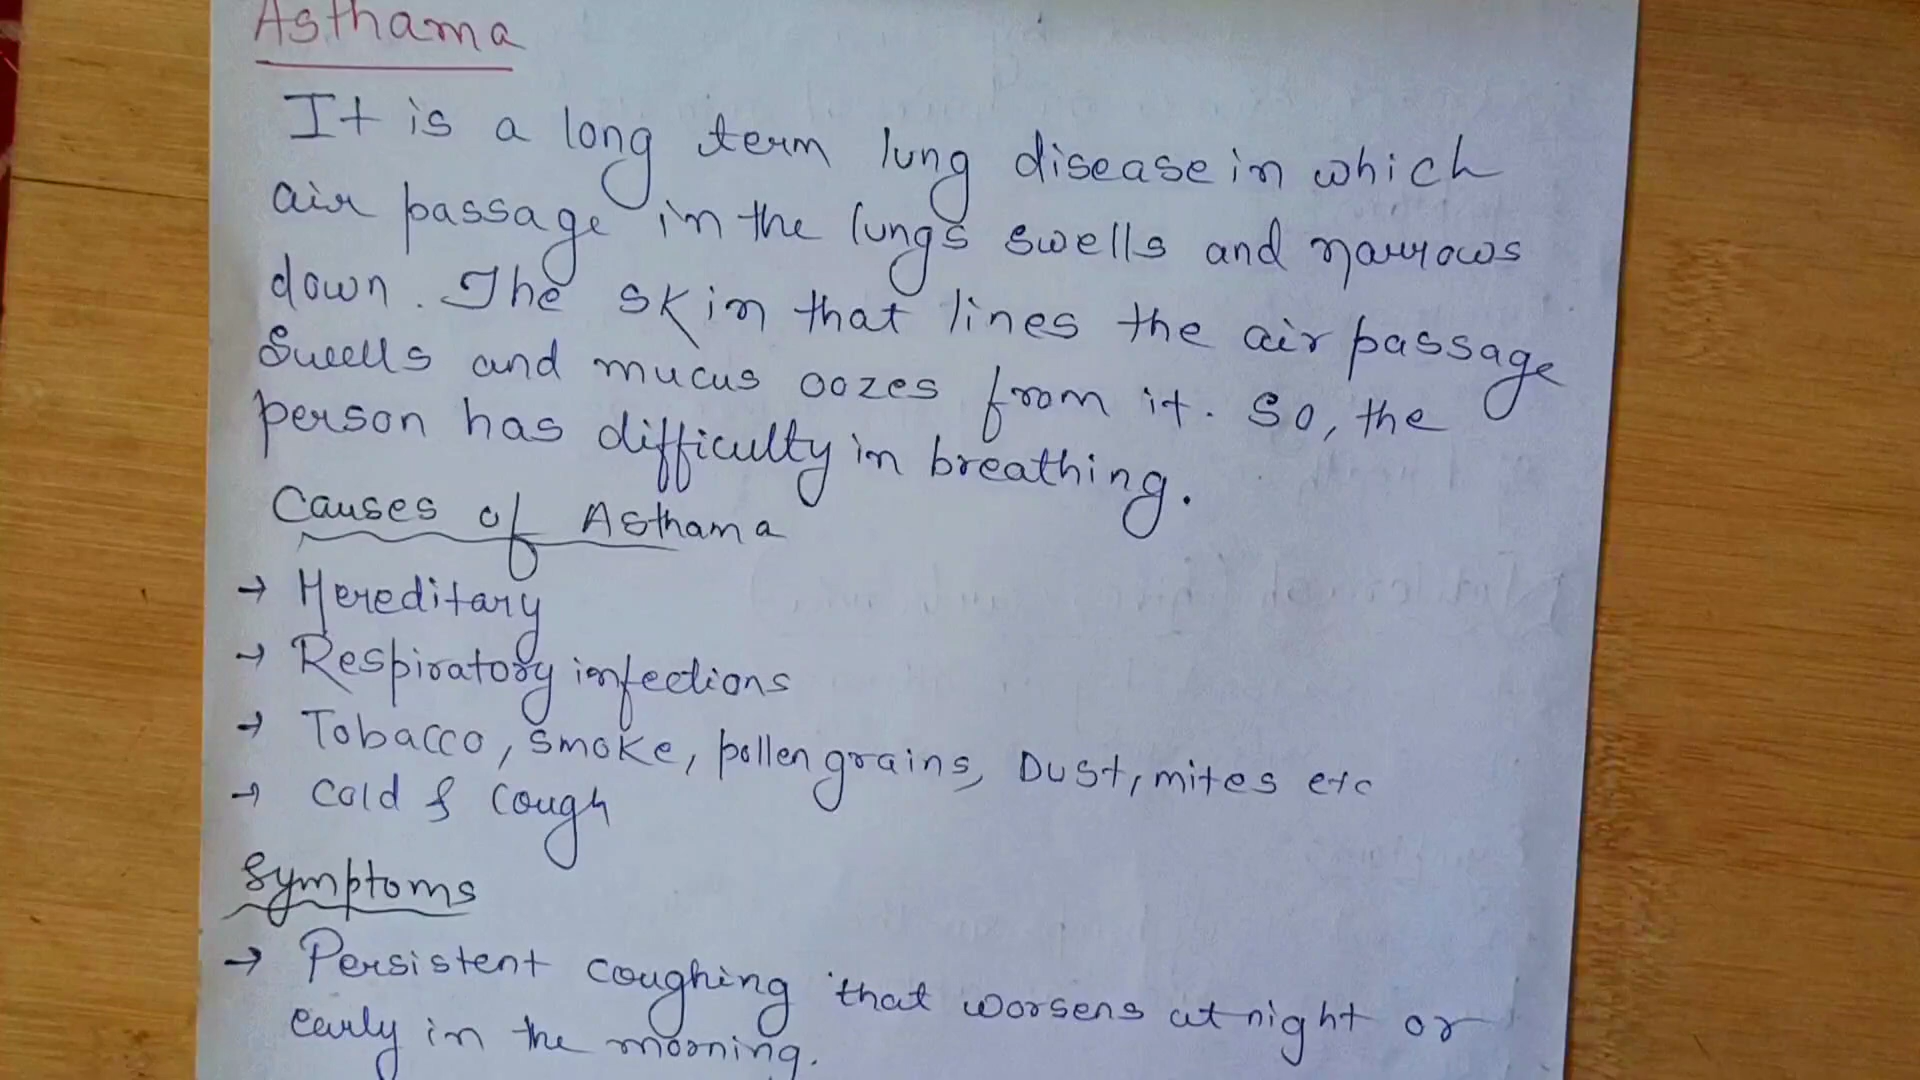 Asthama
It is a long term lung disease in which
air passage in the lungs swells and narrows
down. The skin that lines the air passage
Swells and mucus oozes from it. So, the
person has difficulty in breathing.
Causes of Asthama
→ Hereditary
→ Respiratory infections
→ Tobacco, smoke, pollen grains, Dust, mites etc
→ Cold & Cough
Symptoms
→ Persistent coughing that worsens at night or
early in the morning.